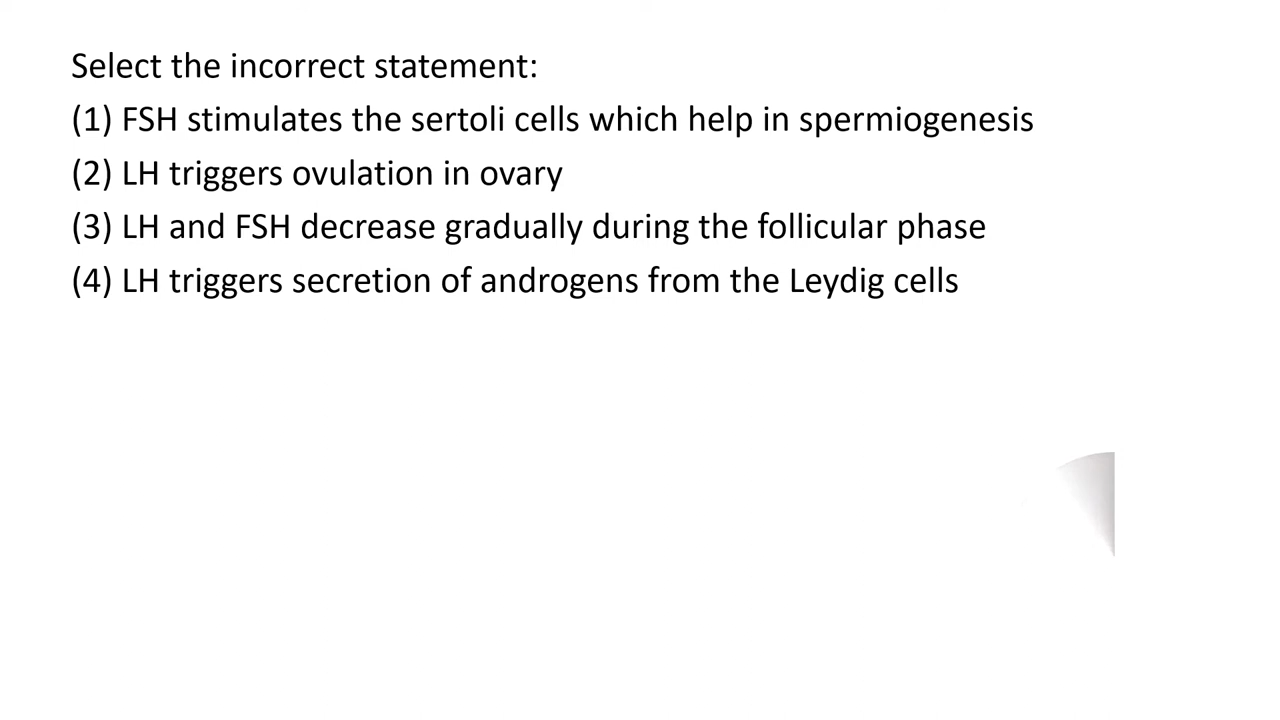 Select the incorrect statement:
(1) FSH stimulates the sertoli cells which help in spermiogenesis
(2) LH triggers ovulation in ovary
(3) LH and FSH decrease gradually during the follicular phase
(4) LH triggers secretion of androgens from the Leydig cells